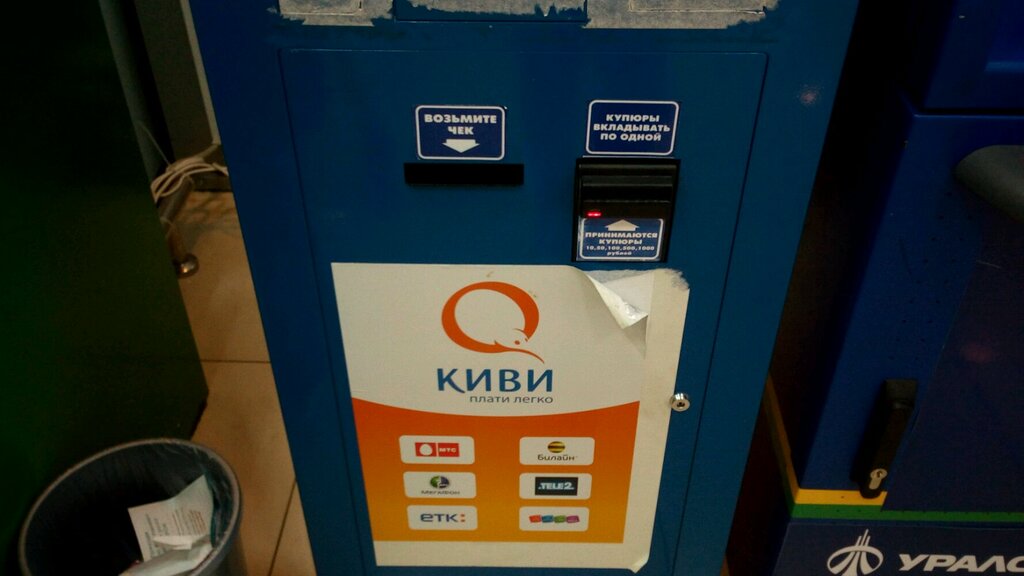 ВОЗЬМИТЕ
ЧЕК
КУПЮРЫ
ВКЛАДЫВАТЬ
ПО ОДНОЙ
ПРИНИМАЮТСЯ
КУПЮРЫ
10,50,100,500,1000
рублей
КИВИ
плати легко
МТС
Билайн
МЕГАФОН
TELE2
ЕТК:
УРАЛС